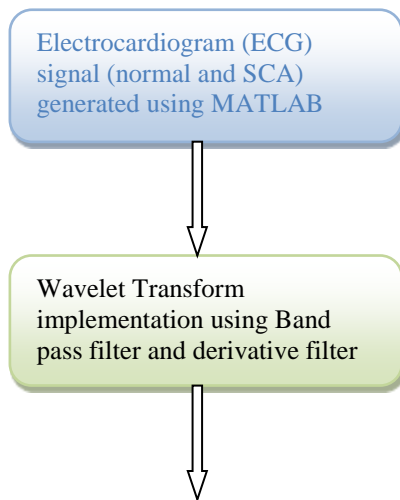 Electrocardiogram (ECG)
signal (normal and SCA)
generated using MATLAB
Wavelet Transform
implementation using Band
pass filter and derivative filter